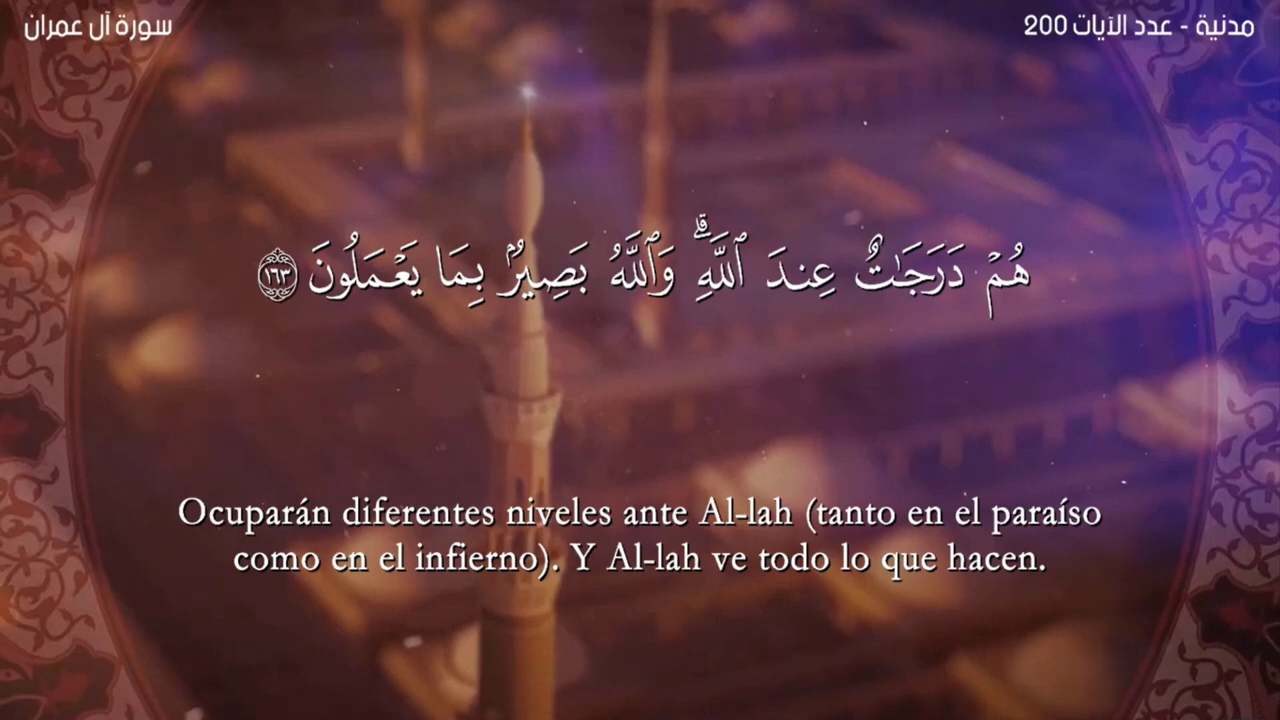 سورة آل عمران
مدنية - عدد الآيات 200
هُمْ دَرَجَـٰتٌ عِندَ ٱللَّهِ ۗ وَٱللَّهُ بَصِيرٌۢ بِمَا يَعْمَلُونَ ١٦٣
Ocuparán diferentes niveles ante Al-lah (tanto en el paraíso
como en el infierno). Y Al-lah ve todo lo que hacen.